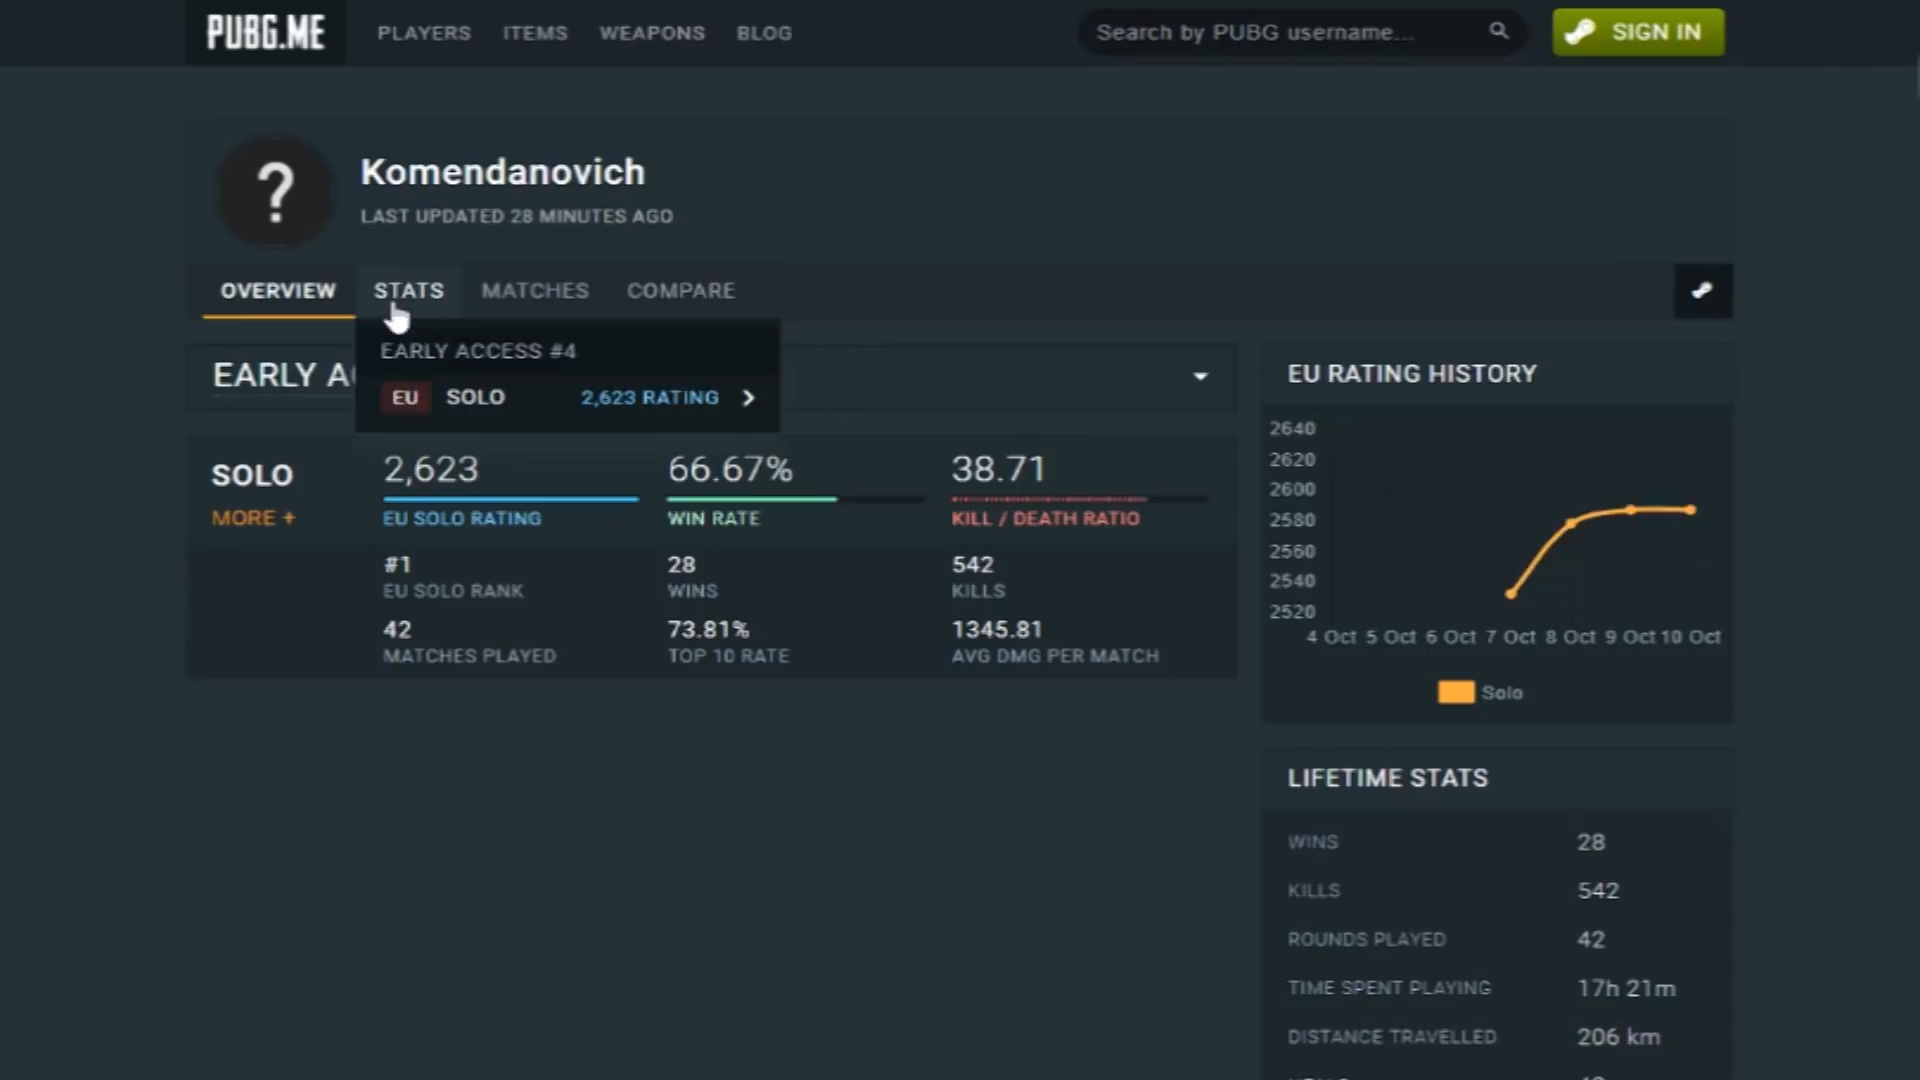 PUBG.ME PLAYERS ITEMS WEAPONS BLOG Search by PUBG username... SIGN IN
?
Komendanovich
LAST UPDATED 28 MINUTES AGO
OVERVIEW STATS MATCHES COMPARE
EARLY ACCESS #4
EU SOLO 2,623 RATING
EARLY A
SOLO
MORE +
2,623 66.67% 38.71
EU SOLO RATING WIN RATE KILL / DEATH RATIO
#1 28 542
EU SOLO RANK WINS KILLS
42 73.81% 1345.81
MATCHES PLAYED TOP 10 RATE AVG DMG PER MATCH
EU RATING HISTORY
2640
2620
2600
2580
2560
2540
2520
4 Oct 5 Oct 6 Oct 7 Oct 8 Oct 9 Oct 10 Oct
Solo
LIFETIME STATS
WINS 28
KILLS 542
ROUNDS PLAYED 42
TIME SPENT PLAYING 17h 21m
DISTANCE TRAVELLED 206 km